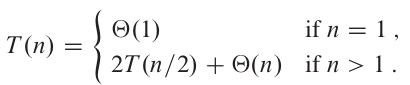 T(n) = { Θ(1) if n = 1 ,
2T(n/2) + Θ(n) if n > 1 .